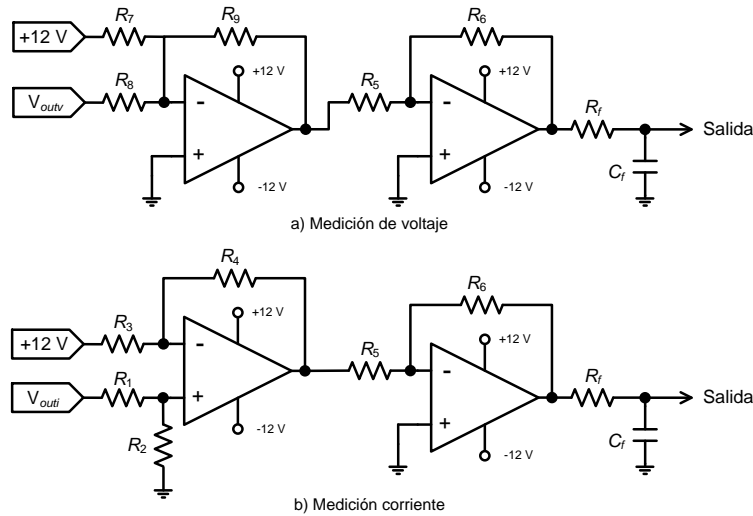 R7
R9
R6
+12 V
+12 V
+12 V
R8
R5
Rf
Voutv
-
-
Salida
+
+
Cf
-12 V
-12 V
a) Medición de voltaje
R4
R6
+12 V
R3
+12 V
+12 V
-
R5
Rf
R1
-
Salida
Vouti
+
+
Cf
R2
-12 V
-12 V
b) Medición corriente